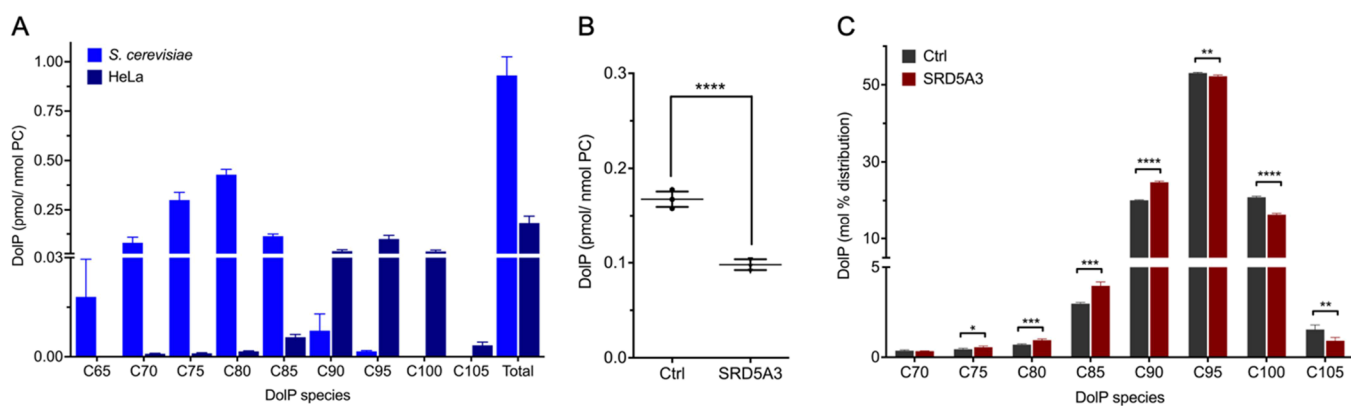 A
S. cerevisiae
HeLa
DolP (pmol/ nmol PC)
1.00
0.75
0.50
0.25
0.03
0.00
C65 C70 C75 C80 C85 C90 C95 C100 C105 Total
DolP species
B
DolP (pmol/ nmol PC)
0.3
0.2
0.1
0.0
****
Ctrl SRD5A3
C
Ctrl
SRD5A3
DolP (mol % distribution)
50
30
10
5
0
* *** *** **** ** **** **
C70 C75 C80 C85 C90 C95 C100 C105
DolP species